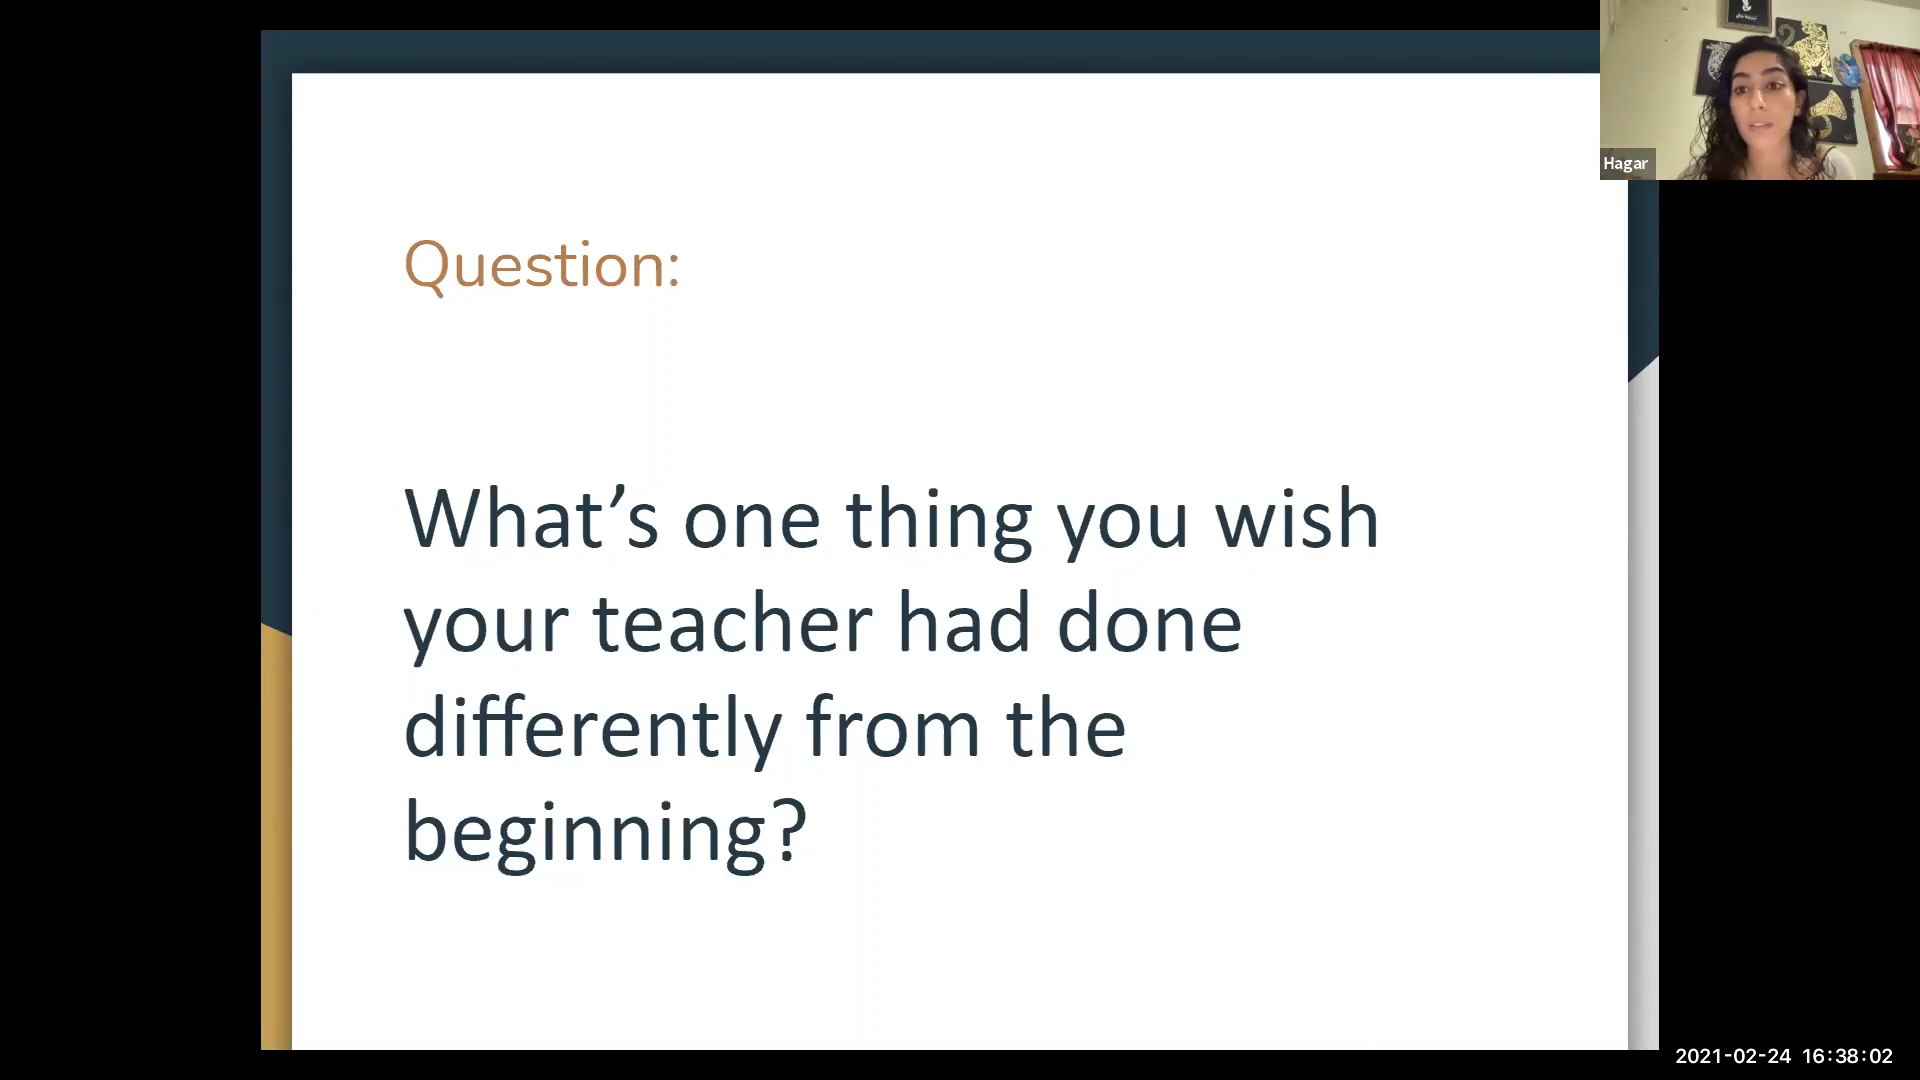 Question:
What’s one thing you wish
your teacher had done
differently from the
beginning?
Hagar
2021-02-24 16:38:02